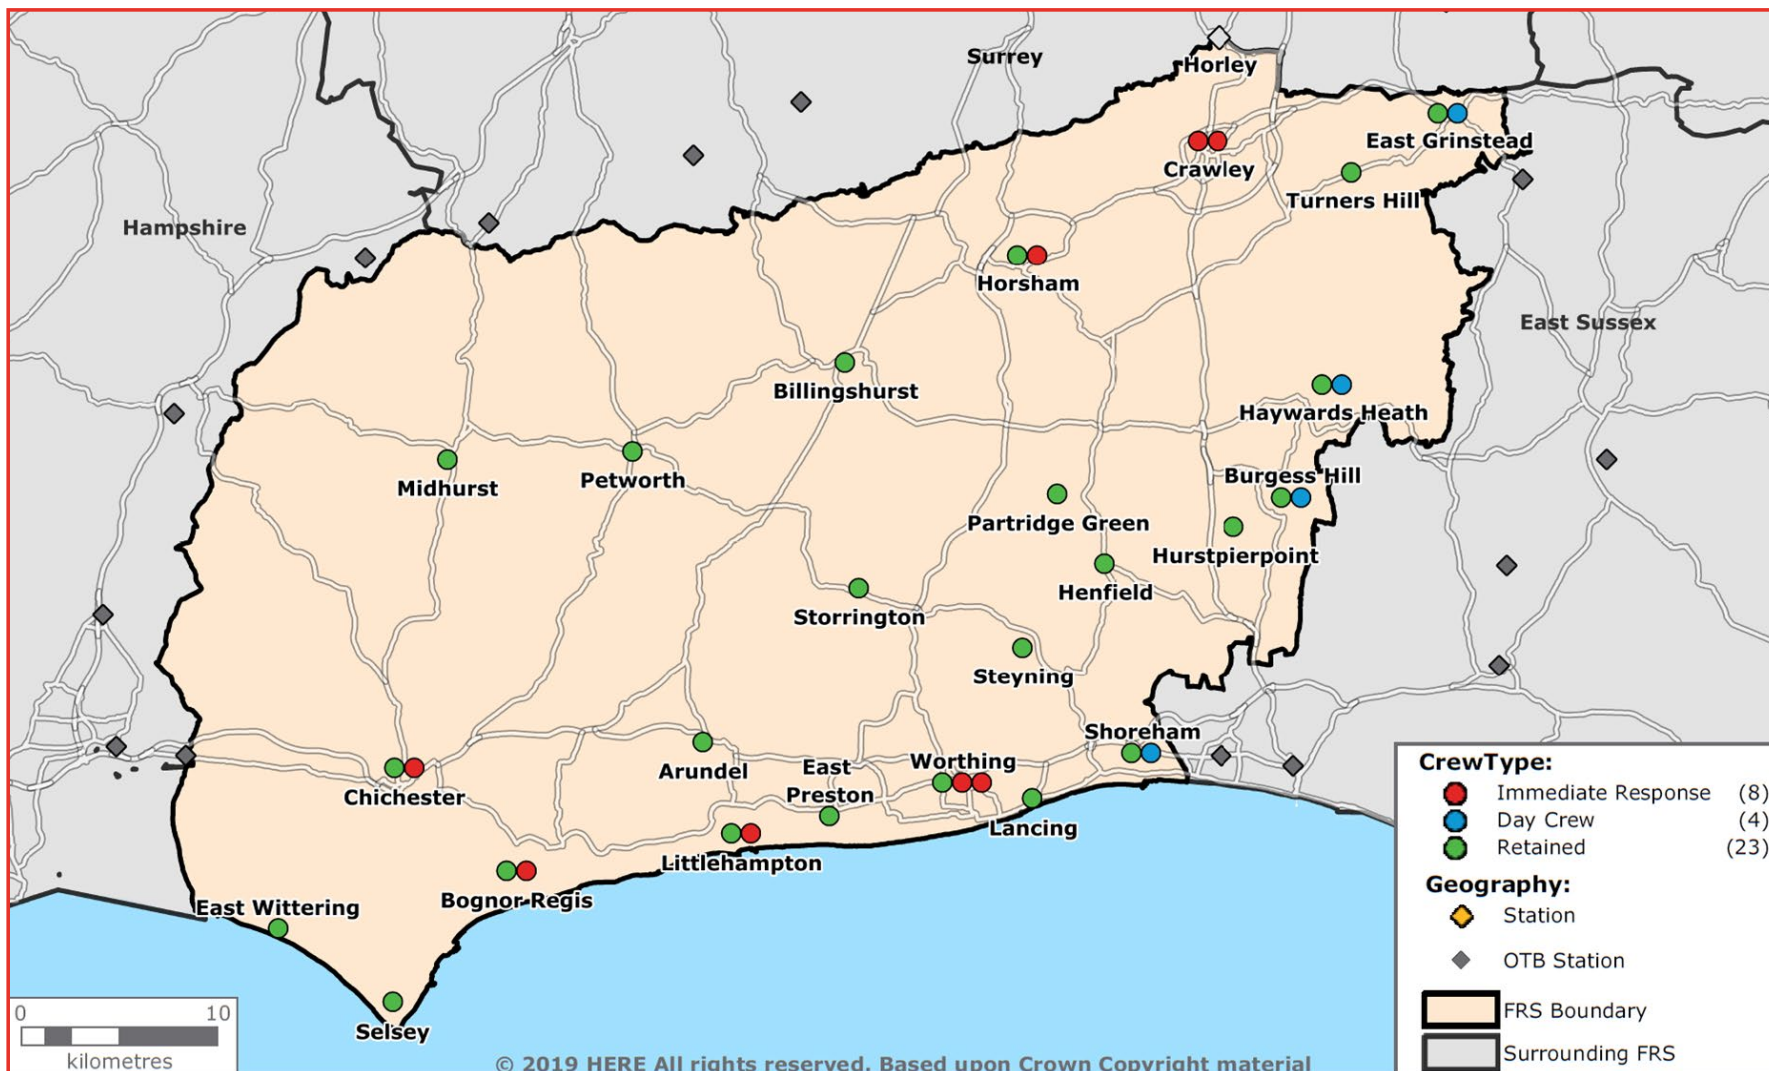 Surrey
Horley
East Grinstead
Crawley
Turners Hill
Hampshire
Horsham
East Sussex
Billingshurst
Haywards Heath
Midhurst
Petworth
Burgess Hill
Partridge Green
Hurstpierpoint
Henfield
Storrington
Steyning
Shoreham
Arundel
East
Preston
Worthing
Chichester
Lancing
Littlehampton
Bognor Regis
East Wittering
Selsey
CrewType:
Immediate Response (8)
Day Crew (4)
Retained (23)
Geography:
Station
OTB Station
FRS Boundary
Surrounding FRS
0 10
kilometres
© 2019 HERE All rights reserved. Based upon Crown Copyright material